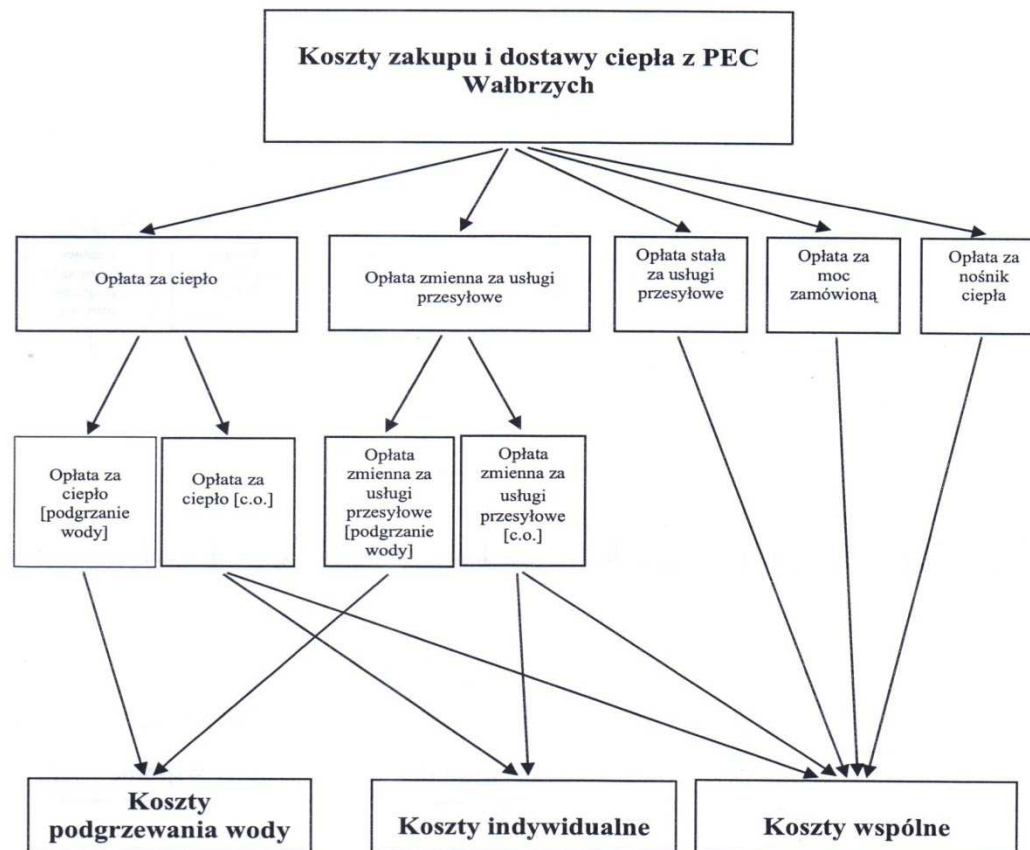 Koszty zakupu i dostawy ciepła z PEC
Wałbrzych
Opłata za ciepło
Opłata zmienna za usługi
przesyłowe
Opłata stała
za usługi
przesyłowe
Opłata za
moc
zamówioną
Opłata za
nośnik
ciepła
Opłata za
ciepło
[podgrzanie
wody]
Opłata za
ciepło [c.o.]
Opłata
zmienna za
usługi
przesyłowe
[podgrzanie
wody]
Opłata
zmienna za
usługi
przesyłowe
[c.o.]
Koszty
podgrzewania wody
Koszty indywidualne
Koszty wspólne